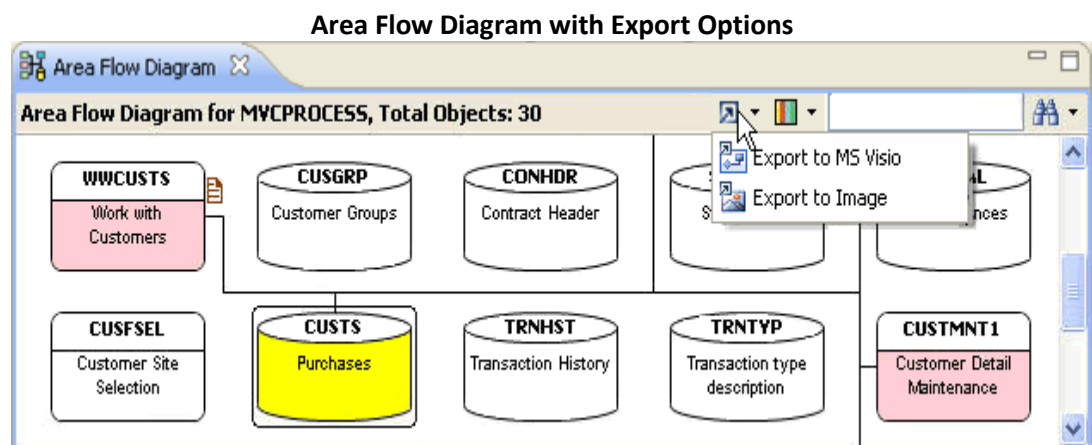 Area Flow Diagram with Export Options
Area Flow Diagram
Area Flow Diagram for MYCPROCESS, Total Objects: 30
Export to MS Visio
Export to Image
WWCUSTS
Work with
Customers
CUSGRP
Customer Groups
CONHDR
Contract Header
CUSFSEL
Customer Site
Selection
CUSTS
Purchases
TRNHST
Transaction History
TRNTYP
Transaction type
description
CUSTMNT1
Customer Detail
Maintenance